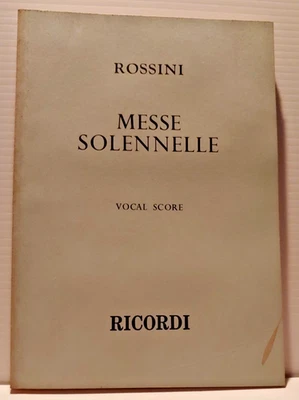 ROSSINI
MESSE
SOLENNELLE
VOCAL SCORE
RICORDI